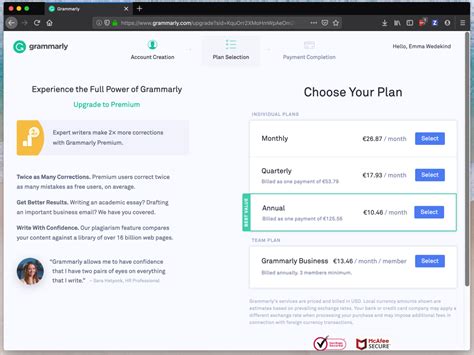 Grammarly
https://www.grammarly.com/upgrade?
grammarly
Account Creation
Plan Selection
Payment Completion
Hello, Emma Wedekind
Experience the Full Power of Grammarly
Upgrade to Premium
Expert writers make 2× more corrections
with Grammarly Premium.
Twice as Many Corrections. Premium users correct twice
as many mistakes as free users, on average.
Get Better Results. Writing an academic essay? Drafting
an important business email? We have you covered.
Write With Confidence. Our plagiarism feature compares
your content against a library of over 16 billion web pages.
"Grammarly allows me to have confidence
that I have two pairs of eyes on everything
that I write."
HR Professional
Choose Your Plan
INDIVIDUAL PLANS
Monthly
€26.87 / month
Select
Quarterly
Billed as one payment of €53.79
€17.93 / month
Select
BEST VALUE
Annual
Billed as one payment of €125.56
€10.46 / month
Select
TEAM PLAN
Grammarly Business
Billed annually. 3 members minimum.
€13.46 / month / member
Select
Grammarly's services are priced and billed in USD. Local currency amounts shown are
estimates based on prevailing exchange rates. Your bank or credit card company may
apply a different exchange rate when completing your purchase and may impose additional fees in
connection with foreign currency transactions.
McAfee
SECURE